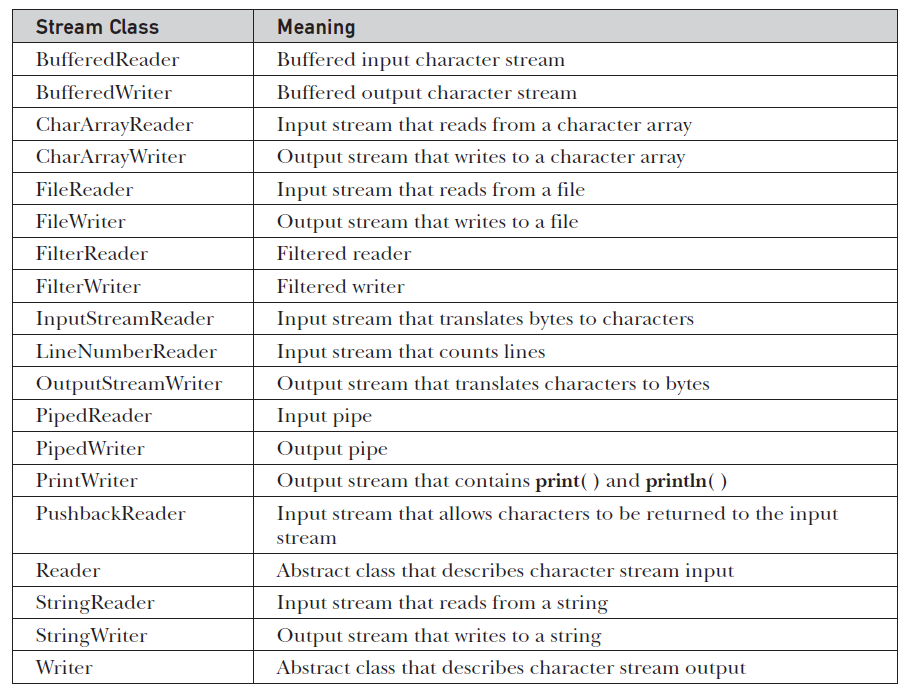 Stream Class Meaning
BufferedReader Buffered input character stream
BufferedWriter Buffered output character stream
CharArrayReader Input stream that reads from a character array
CharArrayWriter Output stream that writes to a character array
FileReader Input stream that reads from a file
FileWriter Output stream that writes to a file
FilterReader Filtered reader
FilterWriter Filtered writer
InputStreamReader Input stream that translates bytes to characters
LineNumberReader Input stream that counts lines
OutputStreamWriter Output stream that translates characters to bytes
PipedReader Input pipe
PipedWriter Output pipe
PrintWriter Output stream that contains print( ) and println( )
PushbackReader Input stream that allows characters to be returned to the input
stream
Reader Abstract class that describes character stream input
StringReader Input stream that reads from a string
StringWriter Output stream that writes to a string
Writer Abstract class that describes character stream output